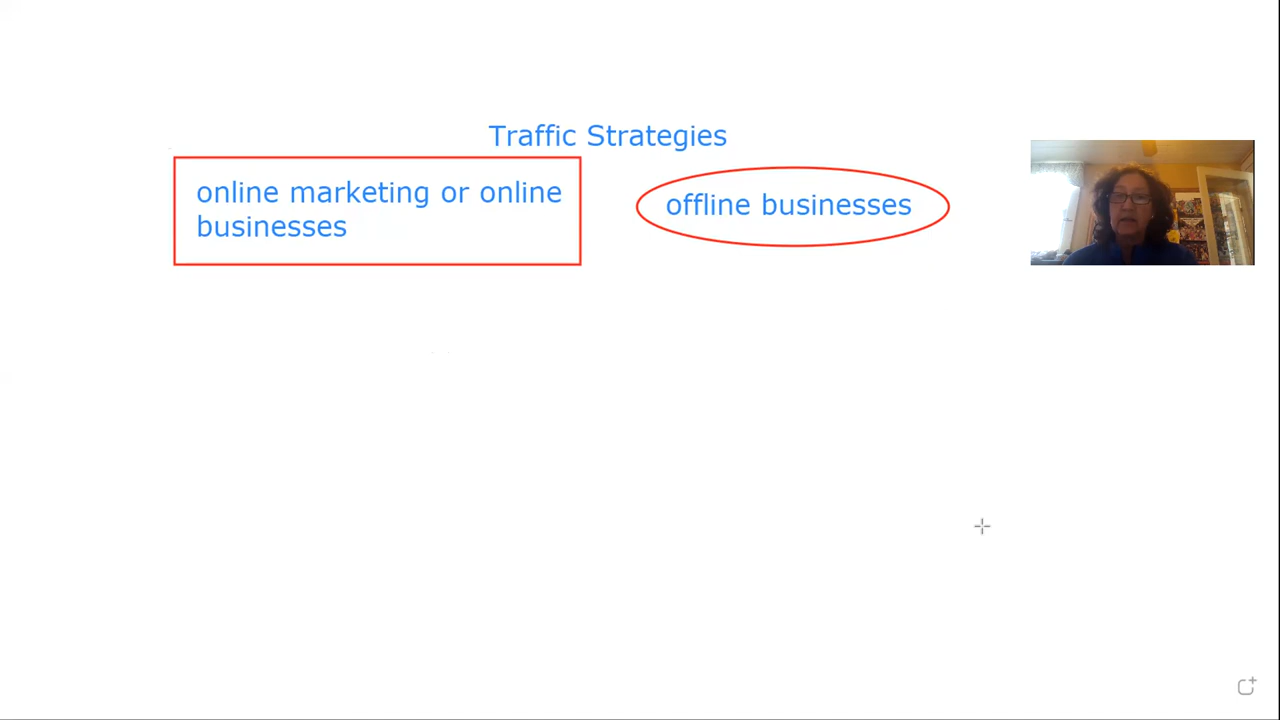 Traffic Strategies
online marketing or online
businesses
offline businesses